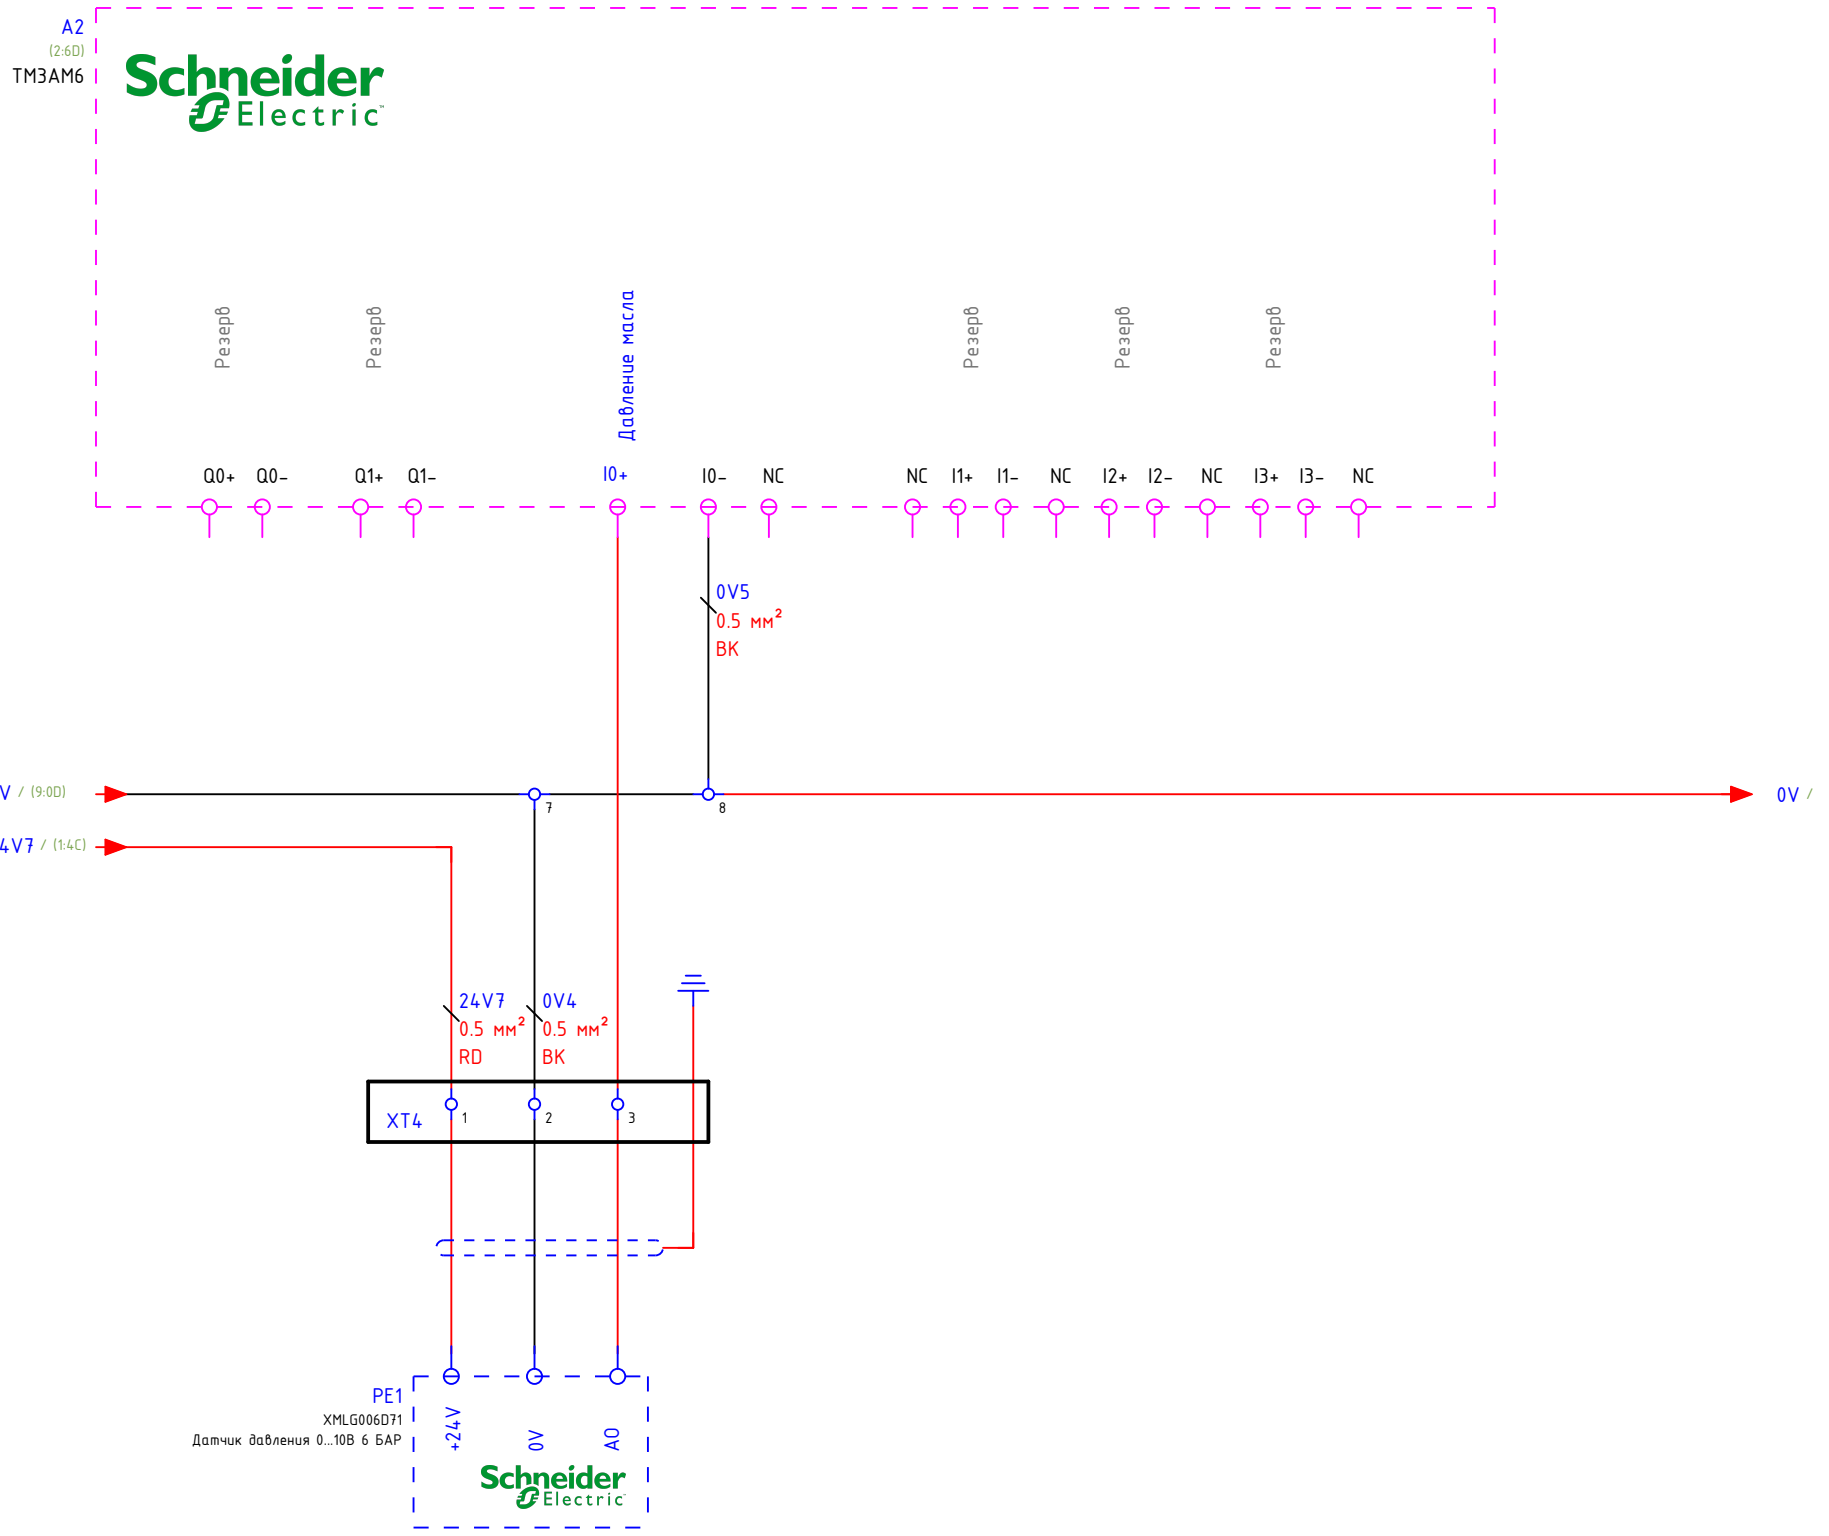 A2
(2:6D)
TM3AM6
Schneider
Electric™
Резерв
Резерв
Давление масла
Резерв
Резерв
Резерв
Q0+ Q0- Q1+ Q1- I0+ I0- NC NC I1+ I1- NC I2+ I2- NC I3+ I3- NC
0V5
0.5 мм²
BK
V / (9:0D)
7
8
0V /
4V7 / (1:4C)
24V7
0.5 мм²
RD
0V4
0.5 мм²
BK
XT4
1
2
3
PE1
XMLG006D71
Датчик давления 0...10В 6 БАР
+24V
0V
AO
Schneider
Electric